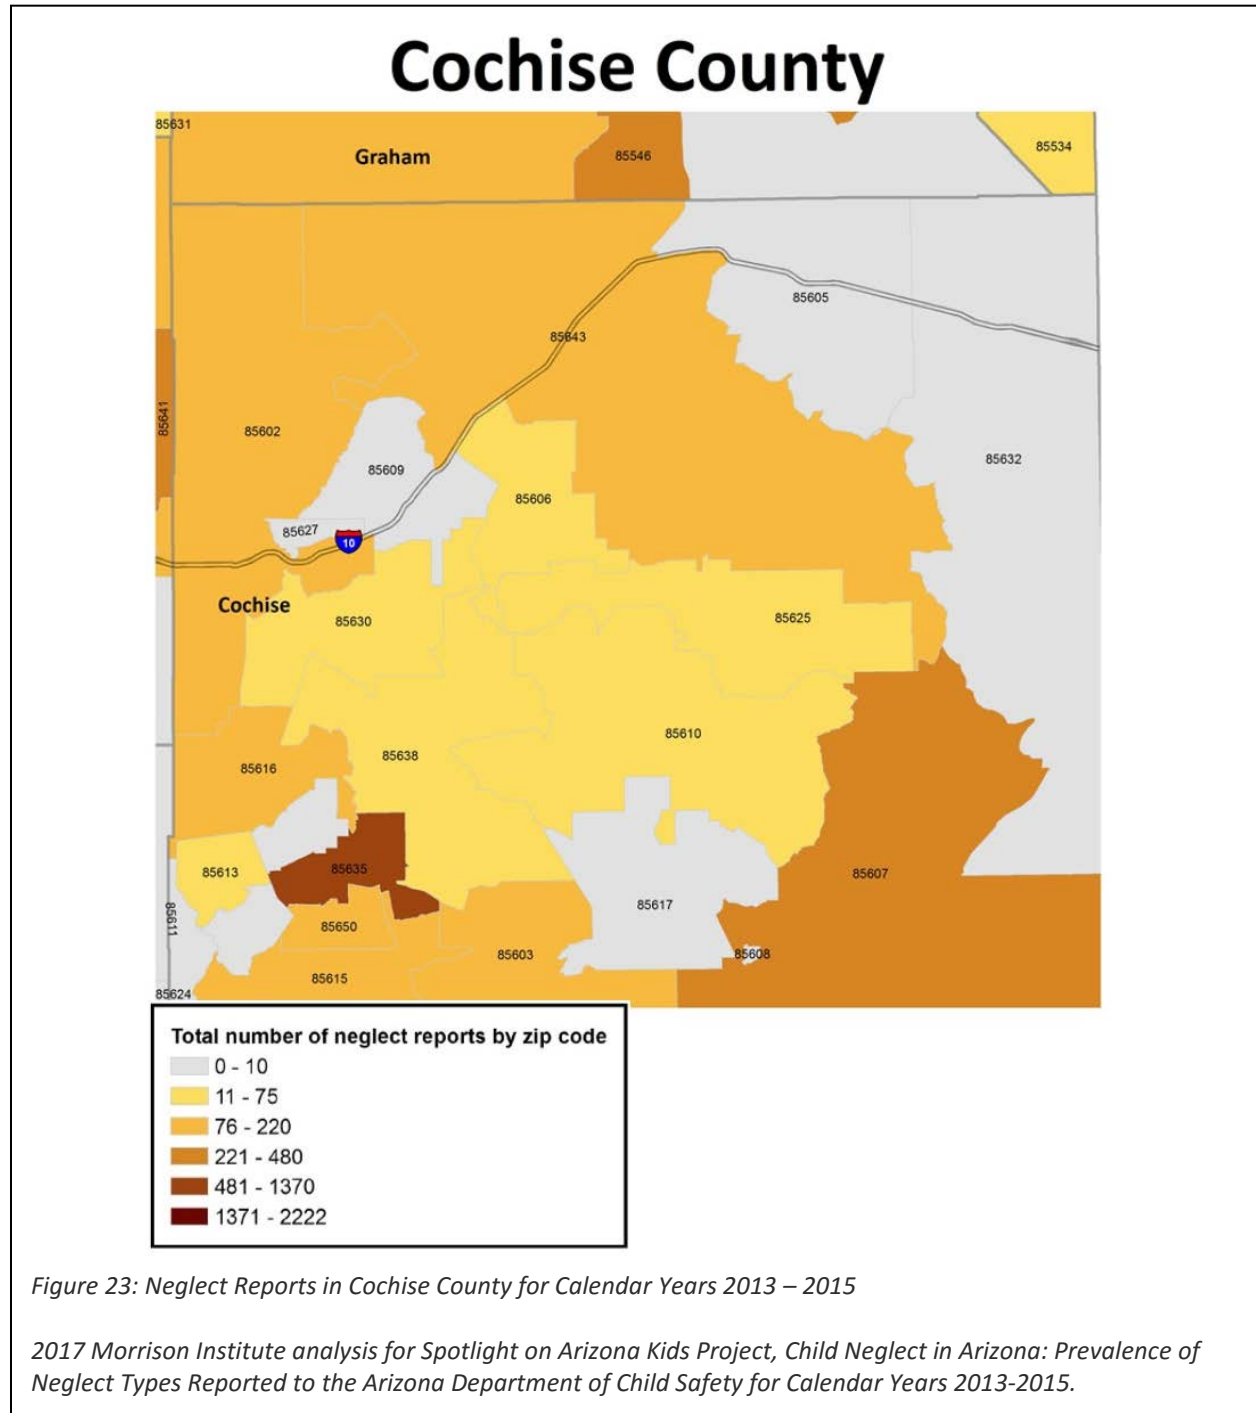 Cochise County
85631
Graham
85546
85534
85605
85643
85641
85602
85632
85609
85606
85627
10
Cochise
85630
85625
85610
85638
85616
85635
85613
85607
85617
85611
85650
85603
85608
85615
85624
Total number of neglect reports by zip code
0 - 10
11 - 75
76 - 220
221 - 480
481 - 1370
1371 - 2222
Figure 23: Neglect Reports in Cochise County for Calendar Years 2013 – 2015
2017 Morrison Institute analysis for Spotlight on Arizona Kids Project, Child Neglect in Arizona: Prevalence of
Neglect Types Reported to the Arizona Department of Child Safety for Calendar Years 2013-2015.